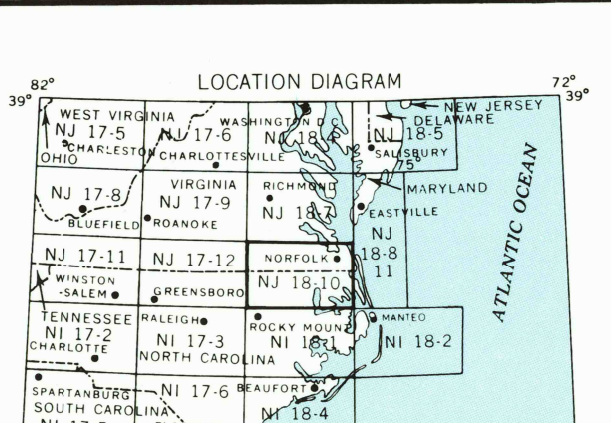 LOCATION DIAGRAM
82° 72°
39° 39°
WEST VIRGINIA WASHINGTON D C NEW JERSEY
DELAWARE
NJ 17-5 NJ 17-6 NJ 18-4 NJ 18-5
CHARLESTON CHARLOTTESVILLE SALISBURY
OHIO 75°
VIRGINIA RICHMOND MARYLAND
NJ 17-8 NJ 17-9 NJ 18-7
BLUEFIELD ROANOKE EASTVILLE
NJ
18-8
11
NJ 17-11 NJ 17-12 NORFOLK
WINSTON
-SALEM GREENSBORO NJ 18-10
ATLANTIC OCEAN
TENNESSEE RALEIGH ROCKY MOUNT MANTEO
NI 17-2 NI 17-3 NI 18-1 NI 18-2
CHARLOTTE NORTH CAROLINA
NI 17-6 BEAUFORT
SPARTANBURG
SOUTH CAROLINA NI 18-4